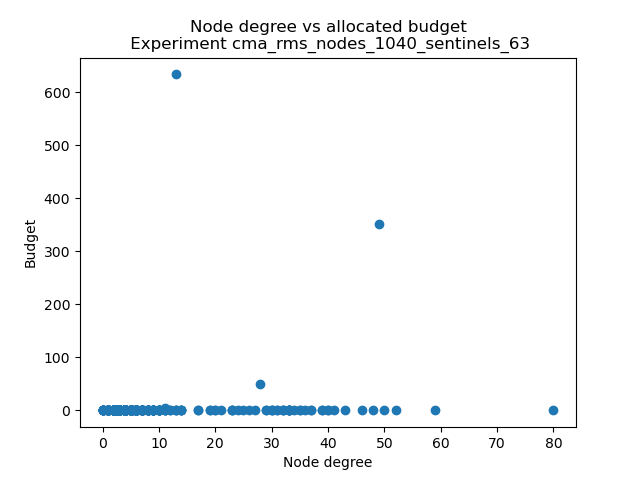 Node degree vs allocated budget
Experiment cma_rms_nodes_1040_sentinels_63
600
500
400
300
200
100
0
Budget
0 10 20 30 40 50 60 70 80
Node degree